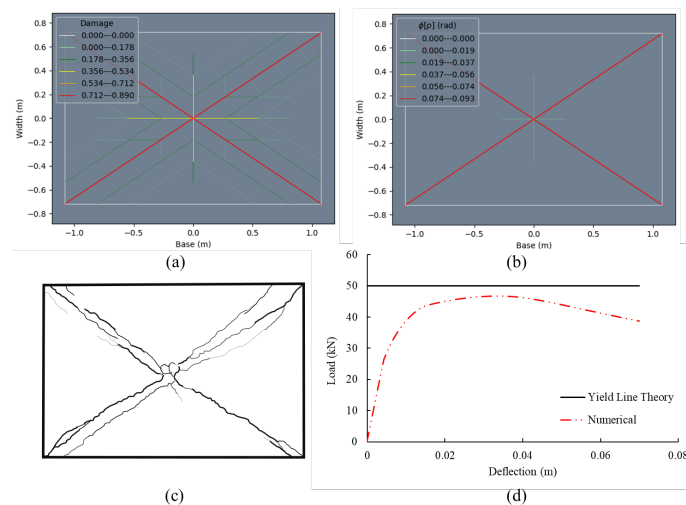 0.8
0.6
0.4
0.2
0.0
−0.2
−0.4
−0.6
−0.8
Width (m)
Damage
0.000---0.000
0.000---0.178
0.178---0.356
0.356---0.534
0.534---0.712
0.712---0.890
−1.0 −0.5 0.0 0.5 1.0
Base (m)
(a)
0.8
0.6
0.4
0.2
0.0
−0.2
−0.4
−0.6
−0.8
Width (m)
ϕ[p] (rad)
0.000---0.000
0.000---0.019
0.019---0.037
0.037---0.056
0.056---0.074
0.074---0.093
−1.0 −0.5 0.0 0.5 1.0
Base (m)
(b)
(c)
60
50
40
30
20
10
0
Load (kN)
Yield Line Theory
Numerical
0 0.02 0.04 0.06 0.08
Deflection (m)
(d)